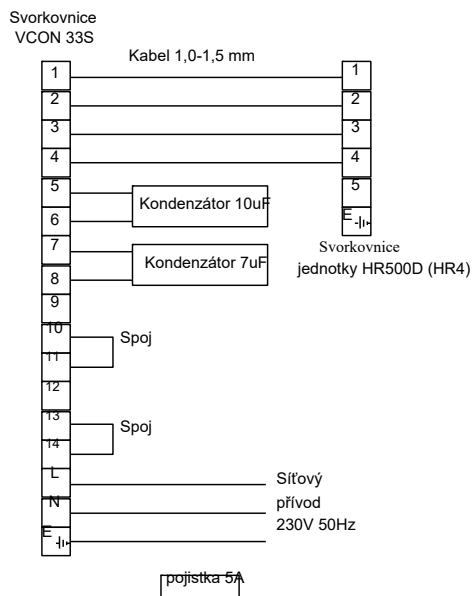 Svorkovnice
VCON 33S
Kabel 1,0-1,5 mm
1
2
3
4
5
6
7
8
9
10
11
12
13
14
L
N
E
1
2
3
4
5
E
Kondenzátor 10uF
Kondenzátor 7uF
Svorkovnice
jednotky HR500D (HR4)
Spoj
Spoj
Síťový
přívod
230V 50Hz
pojistka 5A